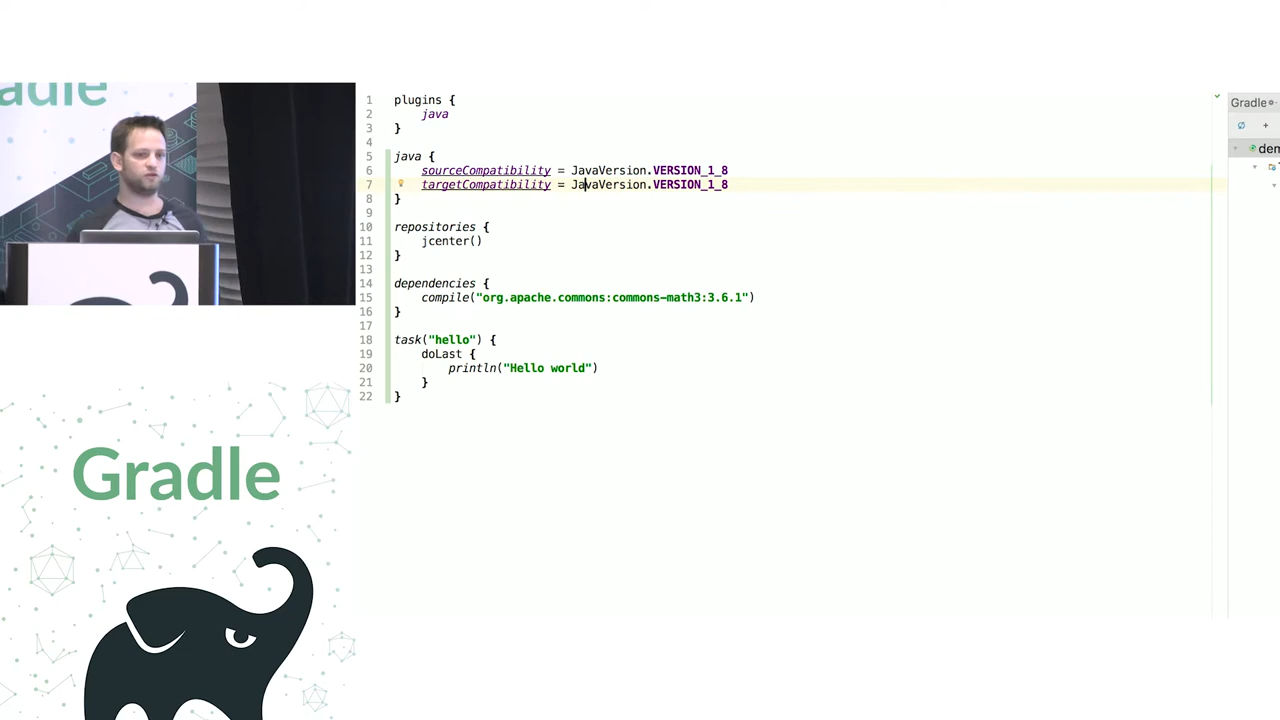 adle
Gradle
1 plugins {
2 java
3 }
4
5 java {
6 sourceCompatibility = JavaVersion.VERSION_1_8
7 targetCompatibility = JavaVersion.VERSION_1_8
8 }
9
10 repositories {
11 jcenter()
12 }
13
14 dependencies {
15 compile("org.apache.commons:commons-math3:3.6.1")
16 }
17
18 task("hello") {
19 doLast {
20 println("Hello world")
21 }
22 }
Gradle
dem